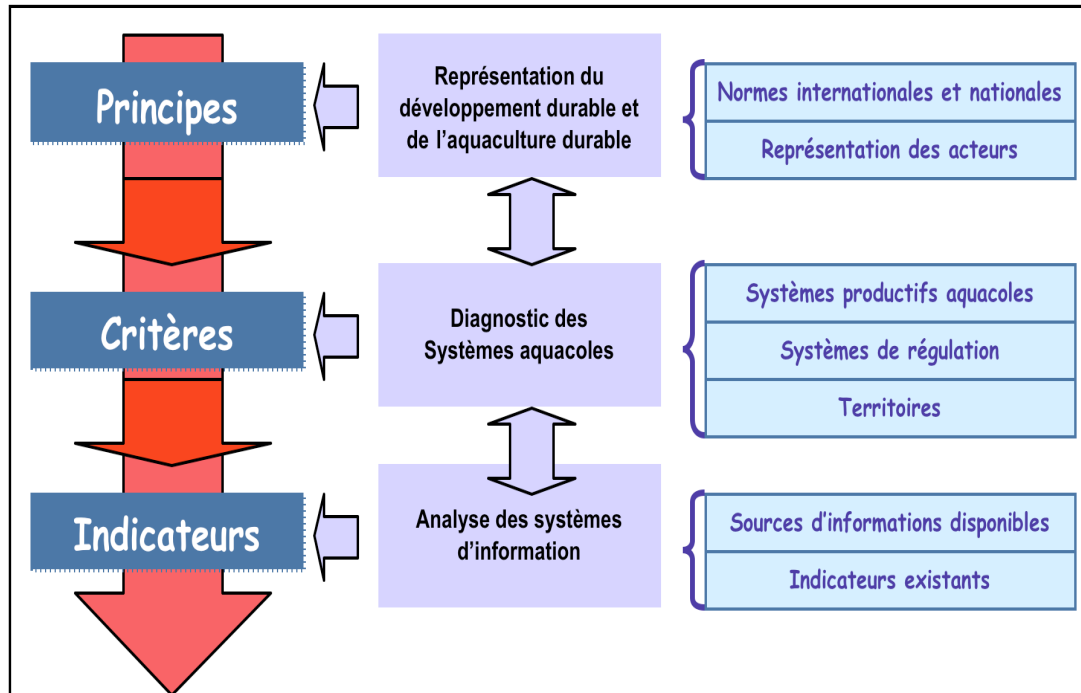 Principes
Représentation du
développement durable et
de l'aquaculture durable
Normes internationales et nationales
Représentation des acteurs
Critères
Diagnostic des
Systèmes aquacoles
Systèmes productifs aquacoles
Systèmes de régulation
Territoires
Indicateurs
Analyse des systèmes
d'information
Sources d'informations disponibles
Indicateurs existants